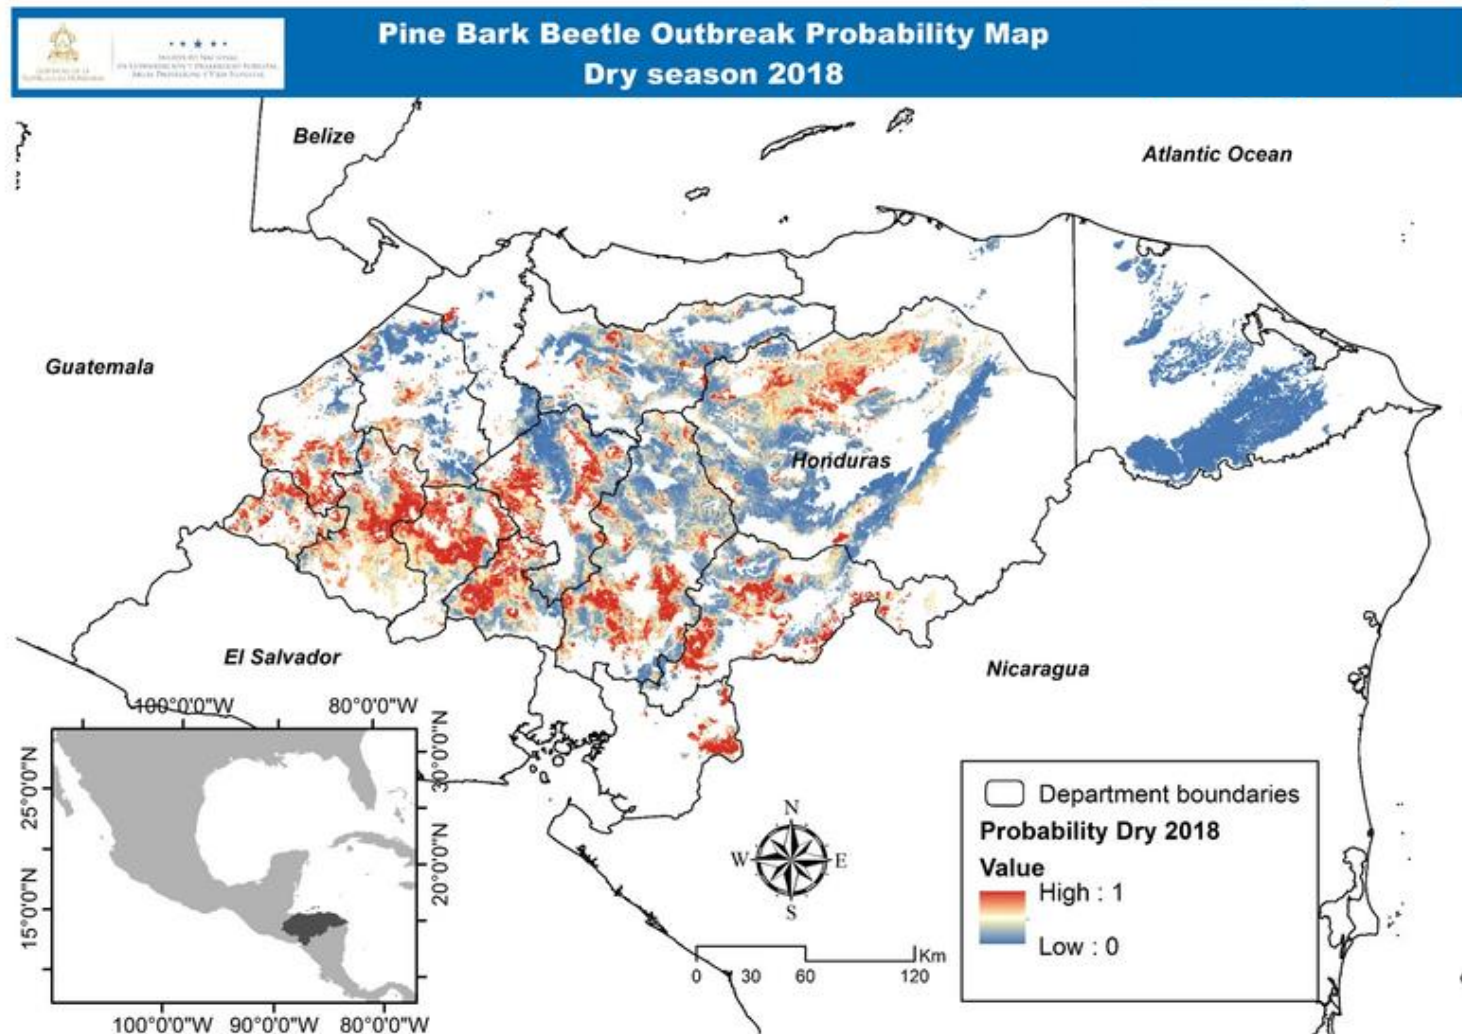 Pine Bark Beetle Outbreak Probability Map
Dry season 2018
Belize
Atlantic Ocean
Guatemala
Honduras
El Salvador
Nicaragua
100°0'0"W 80°0'0"W
25°0'0"N
15°0'0"N
30°0'0"N
20°0'0"N
100°0'0"W 90°0'0"W 80°0'0"W
N
W E
S
Km
0 30 60 120
Department boundaries
Probability Dry 2018
Value
High : 1
Low : 0